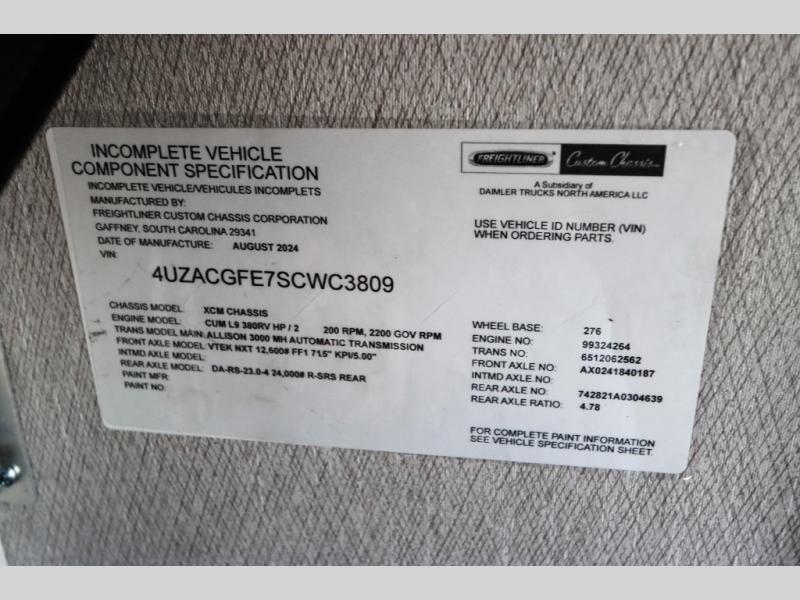 INCOMPLETE VEHICLE
COMPONENT SPECIFICATION
INCOMPLETE VEHICLE/VEHICULES INCOMPLETS
MANUFACTURED BY:
FREIGHTLINER CUSTOM CHASSIS CORPORATION
GAFFNEY, SOUTH CAROLINA 29341
DATE OF MANUFACTURE: AUGUST 2024
VIN:
4UZACGFE7SCWC3809
FREIGHTLINER Custom Chassis
A Subsidiary of
DAIMLER TRUCKS NORTH AMERICA LLC
USE VEHICLE ID NUMBER (VIN)
WHEN ORDERING PARTS.
CHASSIS MODEL: XCM CHASSIS
ENGINE MODEL: CUM L9 380RV HP / 2 200 RPM, 2200 GOV RPM
TRANS MODEL MAIN: ALLISON 3000 MH AUTOMATIC TRANSMISSION
FRONT AXLE MODEL: VTEK NXT 12,600# FF1 71.5" KPI/5.00"
INTMD AXLE MODEL:
REAR AXLE MODEL: DA-RS-23.0-4 24,000# R-SRS REAR
PAINT MFR:
PAINT NO:
WHEEL BASE: 276
ENGINE NO: 99324264
TRANS NO: 6512062562
FRONT AXLE NO: AX0241840187
INTMD AXLE NO:
REAR AXLE NO: 742821A0304639
REAR AXLE RATIO: 4.78
FOR COMPLETE PAINT INFORMATION
SEE VEHICLE SPECIFICATION SHEET.